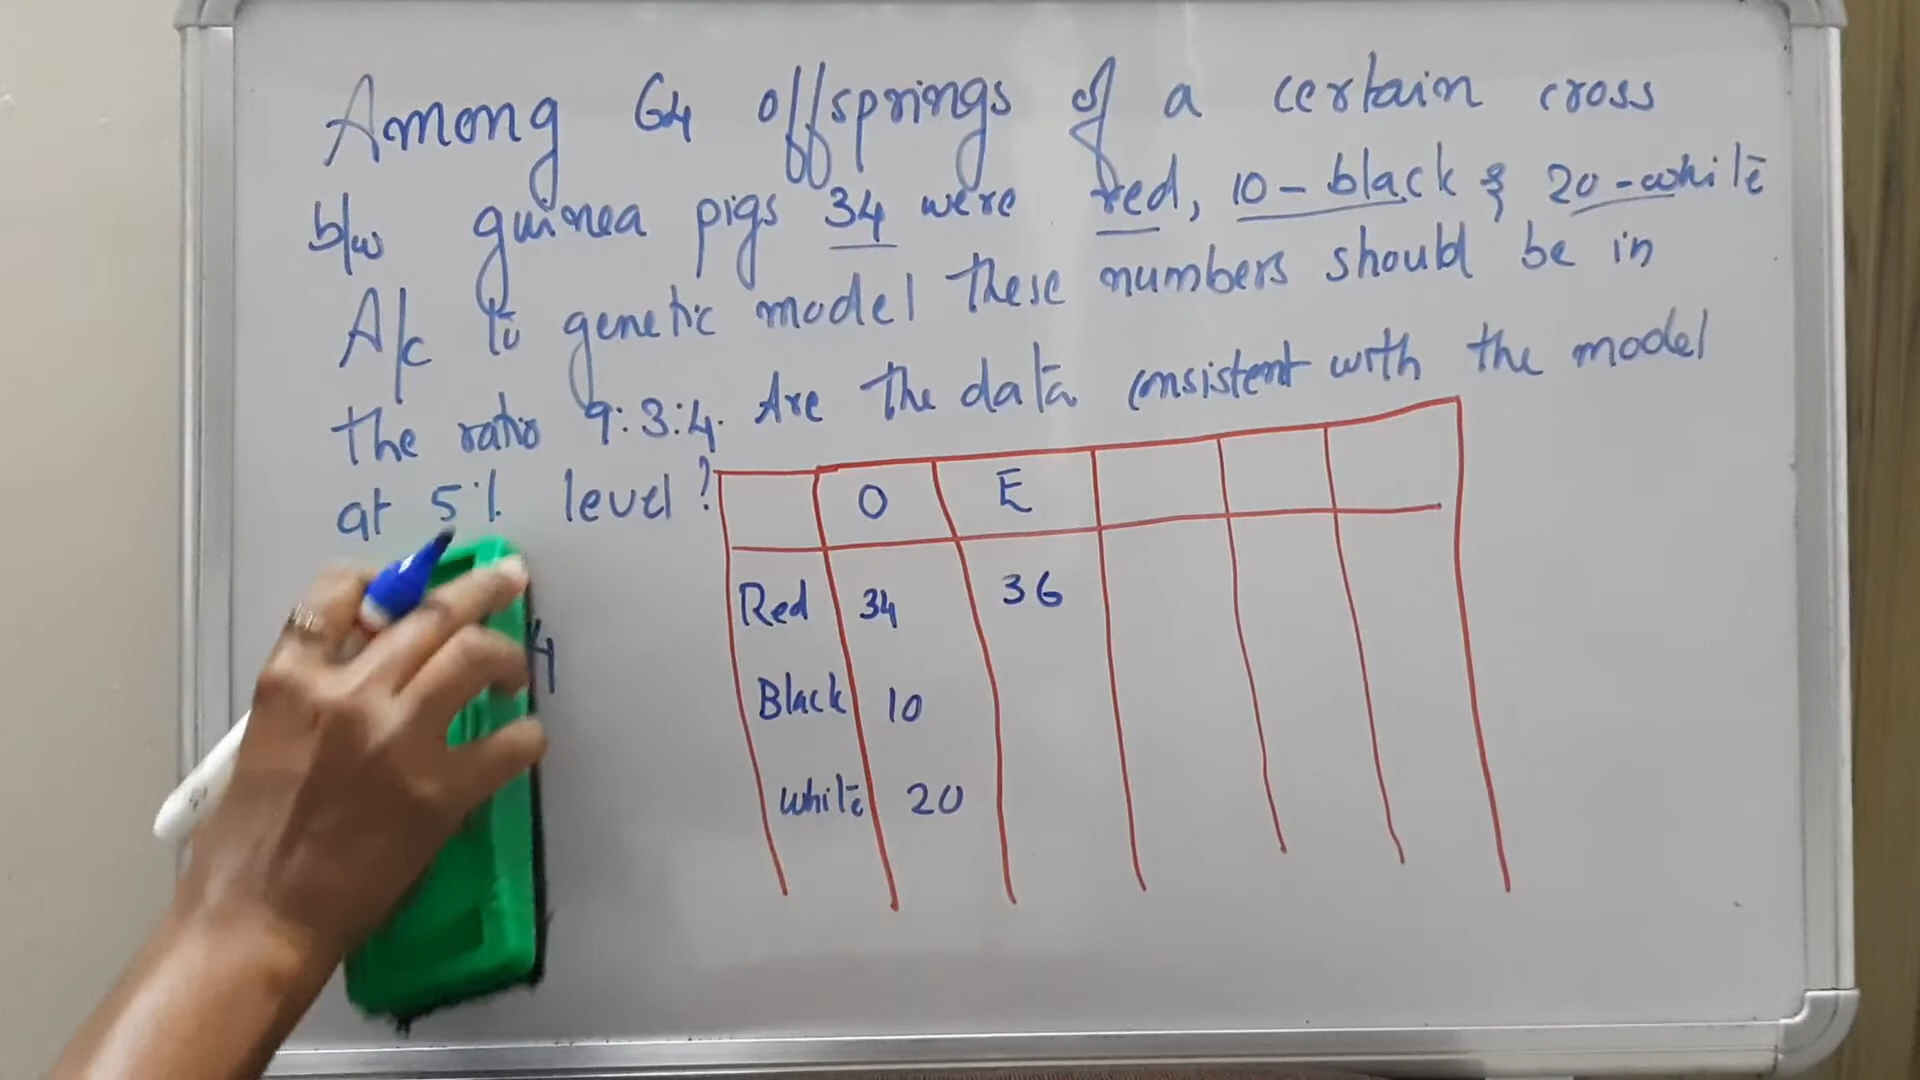 Among 64 offsprings of a certain cross
b/w guinea pigs 34 were red, 10 - black & 20 - white
A/c to genetic model these numbers should be in
the ratio 9:3:4. Are the data consistent with the model
at 5% level?
O E
Red 34 36
Black 10
white 20